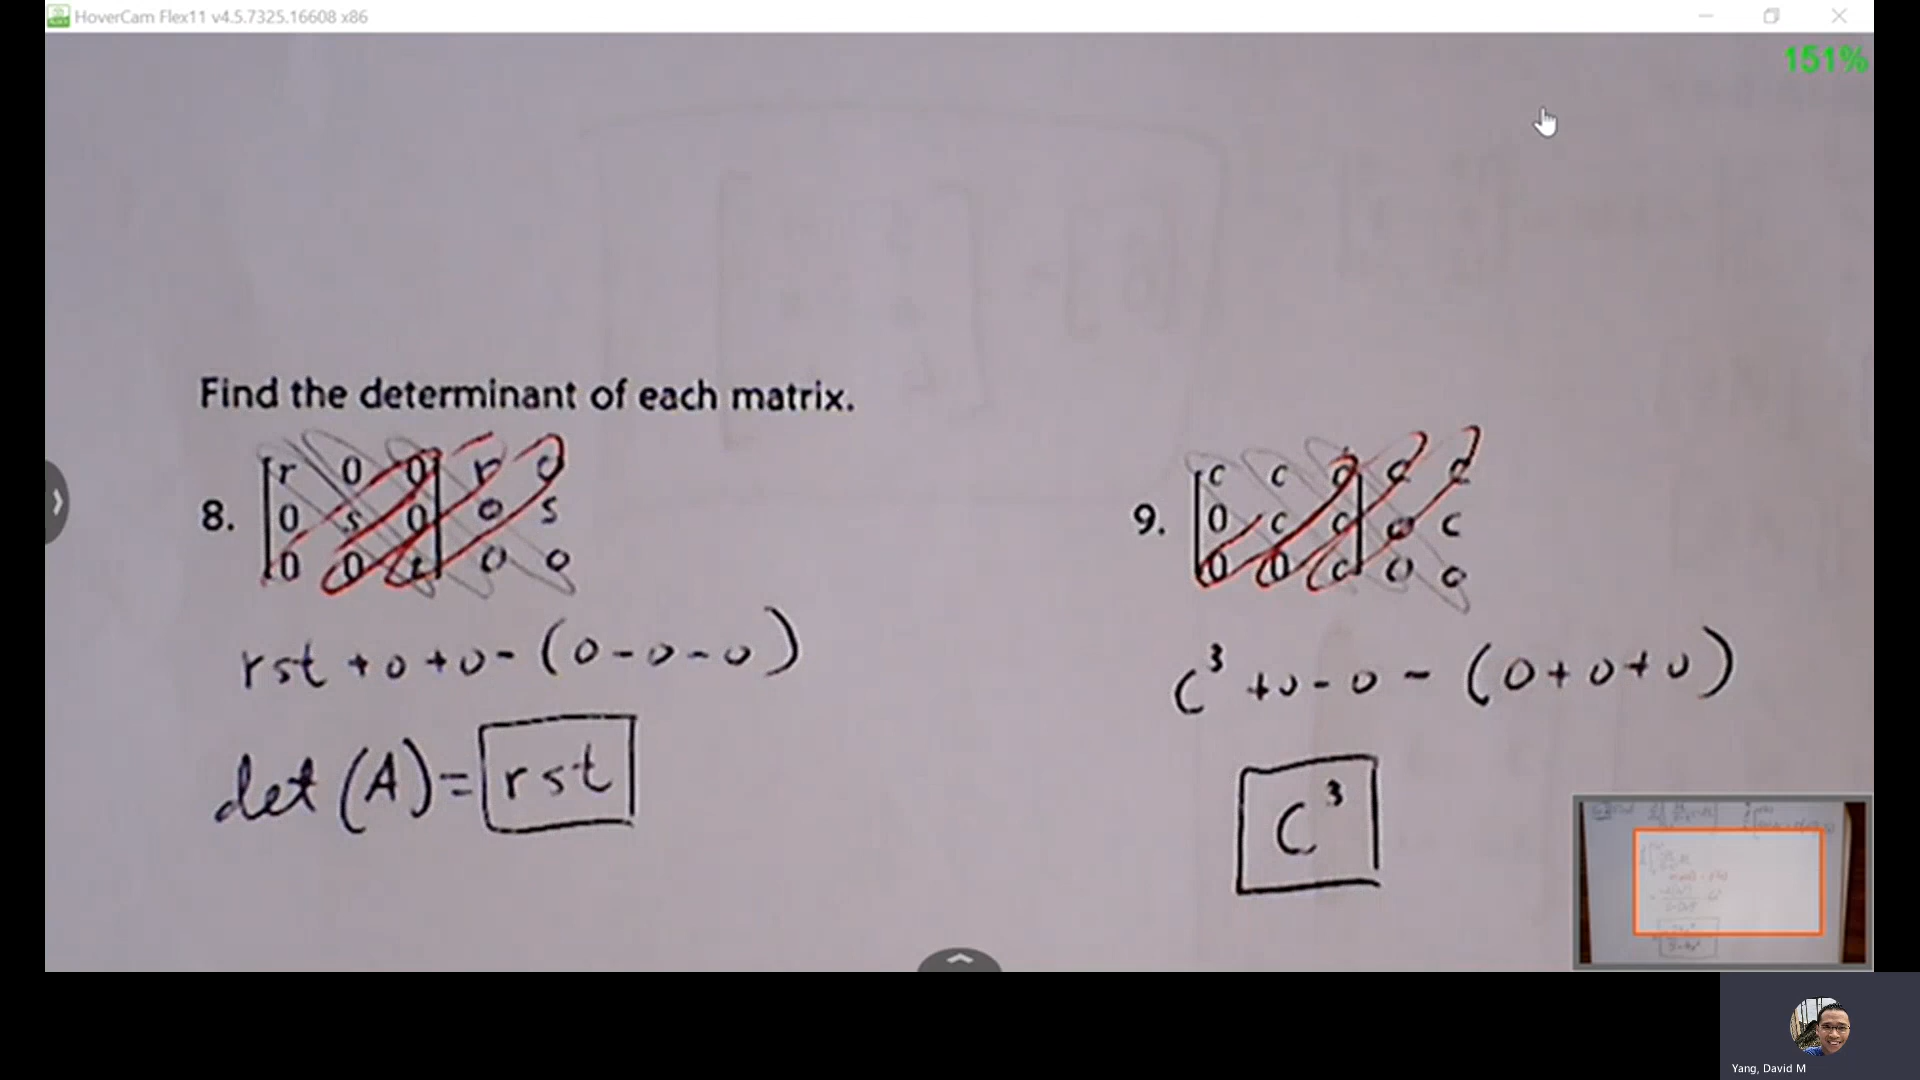 HoverCam Flex11 v4.5.7325.16608 x86
151%
Find the determinant of each matrix.
8.
r 0 0 r 0
0 s 0 0 s
0 0 t 0 0
rst + 0 + 0 - (0 - 0 - 0)
det (A) = rst
9.
c c c c c
0 c c 0 c
0 0 c 0 0
c³ + 0 - 0 - (0 + 0 + 0)
c³
Yang, David M